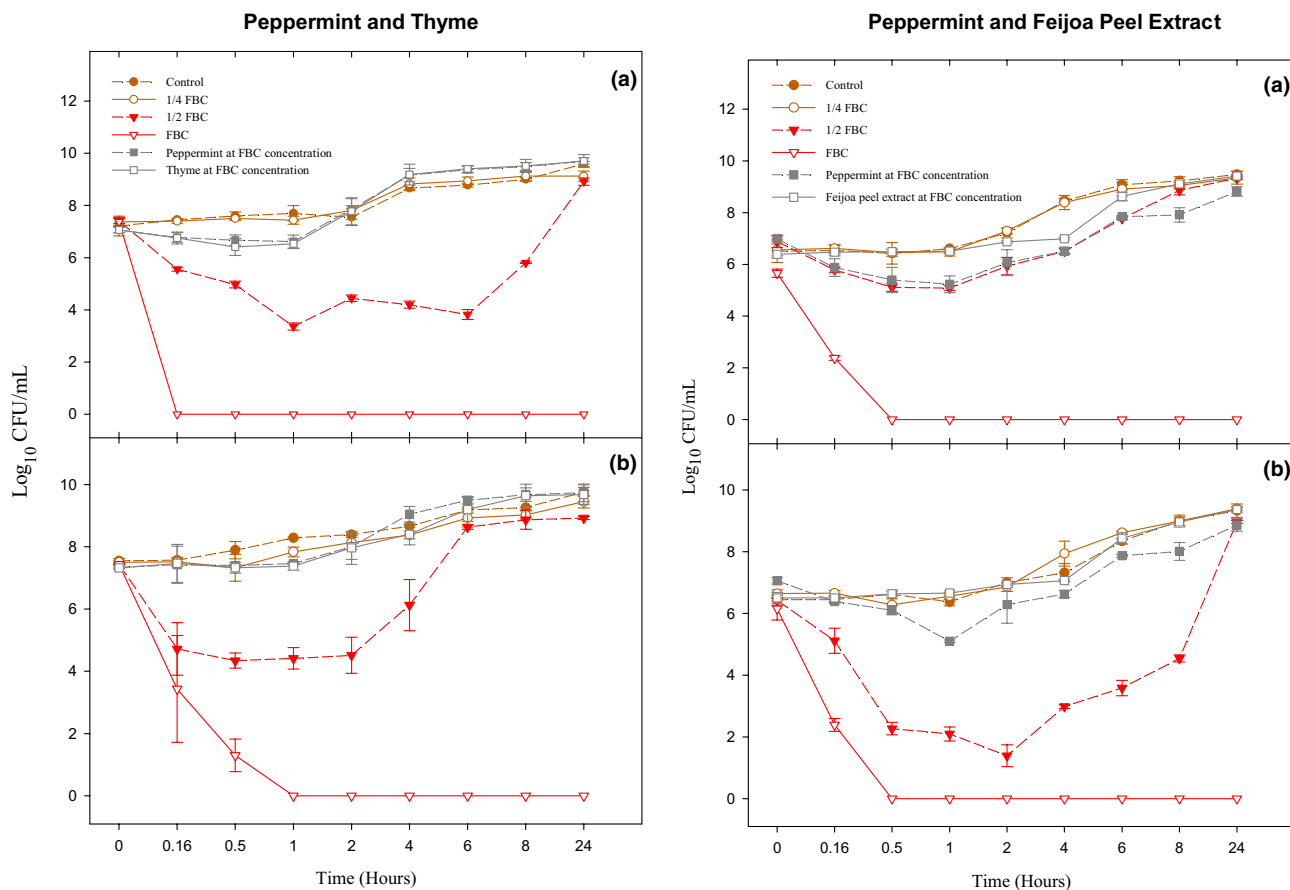 Peppermint and Thyme
(a)
Control
1/4 FBC
1/2 FBC
FBC
Peppermint at FBC concentration
Thyme at FBC concentration
12
10
8
6
4
2
0
Log10 CFU/mL
(b)
10
8
6
4
2
0
0 0.16 0.5 1 2 4 6 8 24
Time (Hours)
Peppermint and Feijoa Peel Extract
(a)
Control
1/4 FBC
1/2 FBC
FBC
Peppermint at FBC concentration
Feijoa peel extract at FBC concentration
12
10
8
6
4
2
0
Log10 CFU/mL
(b)
10
8
6
4
2
0
0 0.16 0.5 1 2 4 6 8 24
Time (Hours)